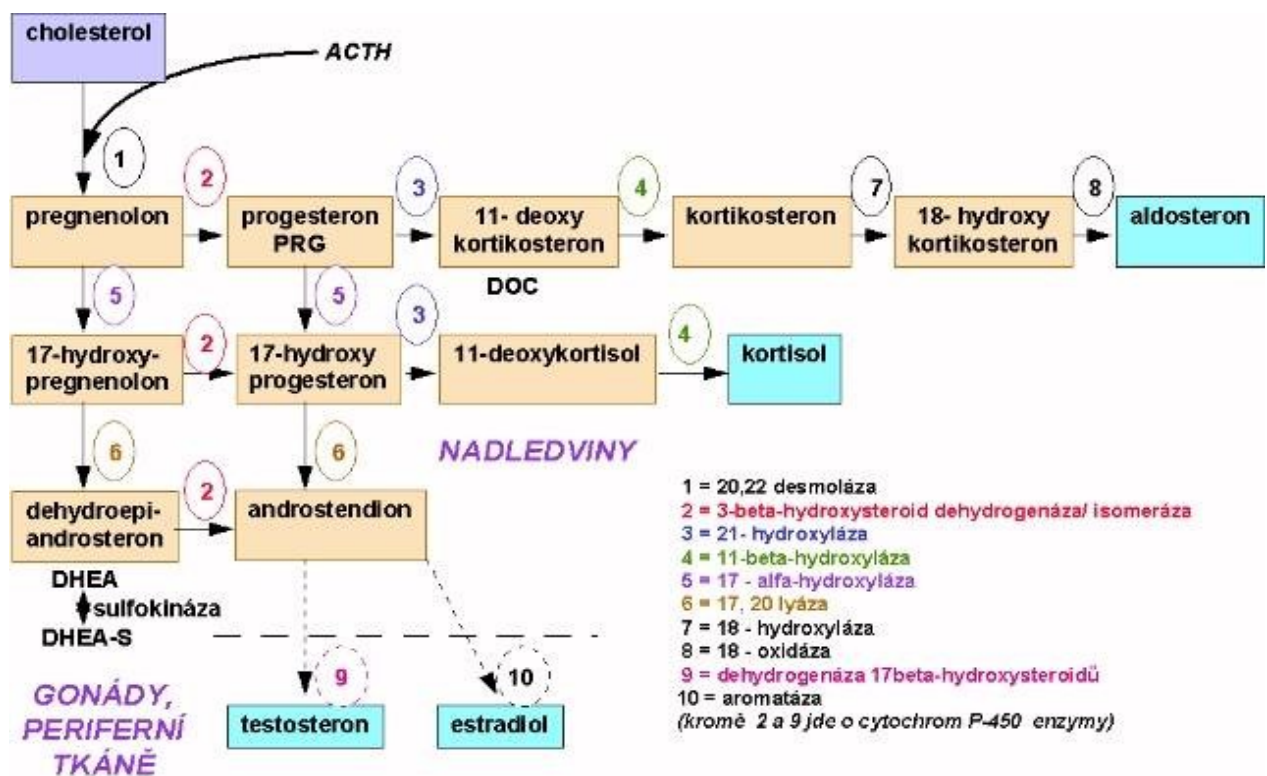 cholesterol
ACTH
1
2
3
4
7
8
pregnenolon
progesteron
PRG
11- deoxy
kortikosteron
kortikosteron
18- hydroxy
kortikosteron
aldosteron
DOC
5
5
2
3
4
17-hydroxy-
pregnenolon
17-hydroxy
progesteron
11-deoxykortisol
kortisol
6
6
NADLEDVINY
2
dehydroepi-
androsteron
androstendion
DHEA
sulfokináza
DHEA-S
1 = 20,22 desmoláza
2 = 3-beta-hydroxysteroid dehydrogenáza/ isomeráza
3 = 21- hydroxyláza
4 = 11-beta-hydroxyláza
5 = 17 - alfa-hydroxyláza
6 = 17, 20 lyáza
7 = 18 - hydroxyláza
8 = 18 - oxidáza
9 = dehydrogenáza 17beta-hydroxysteroidů
10 = aromatáza
(kromě 2 a 9 jde o cytochrom P-450 enzymy)
9
10
GONÁDY,
PERIFERNÍ
TKÁNĚ
testosteron
estradiol